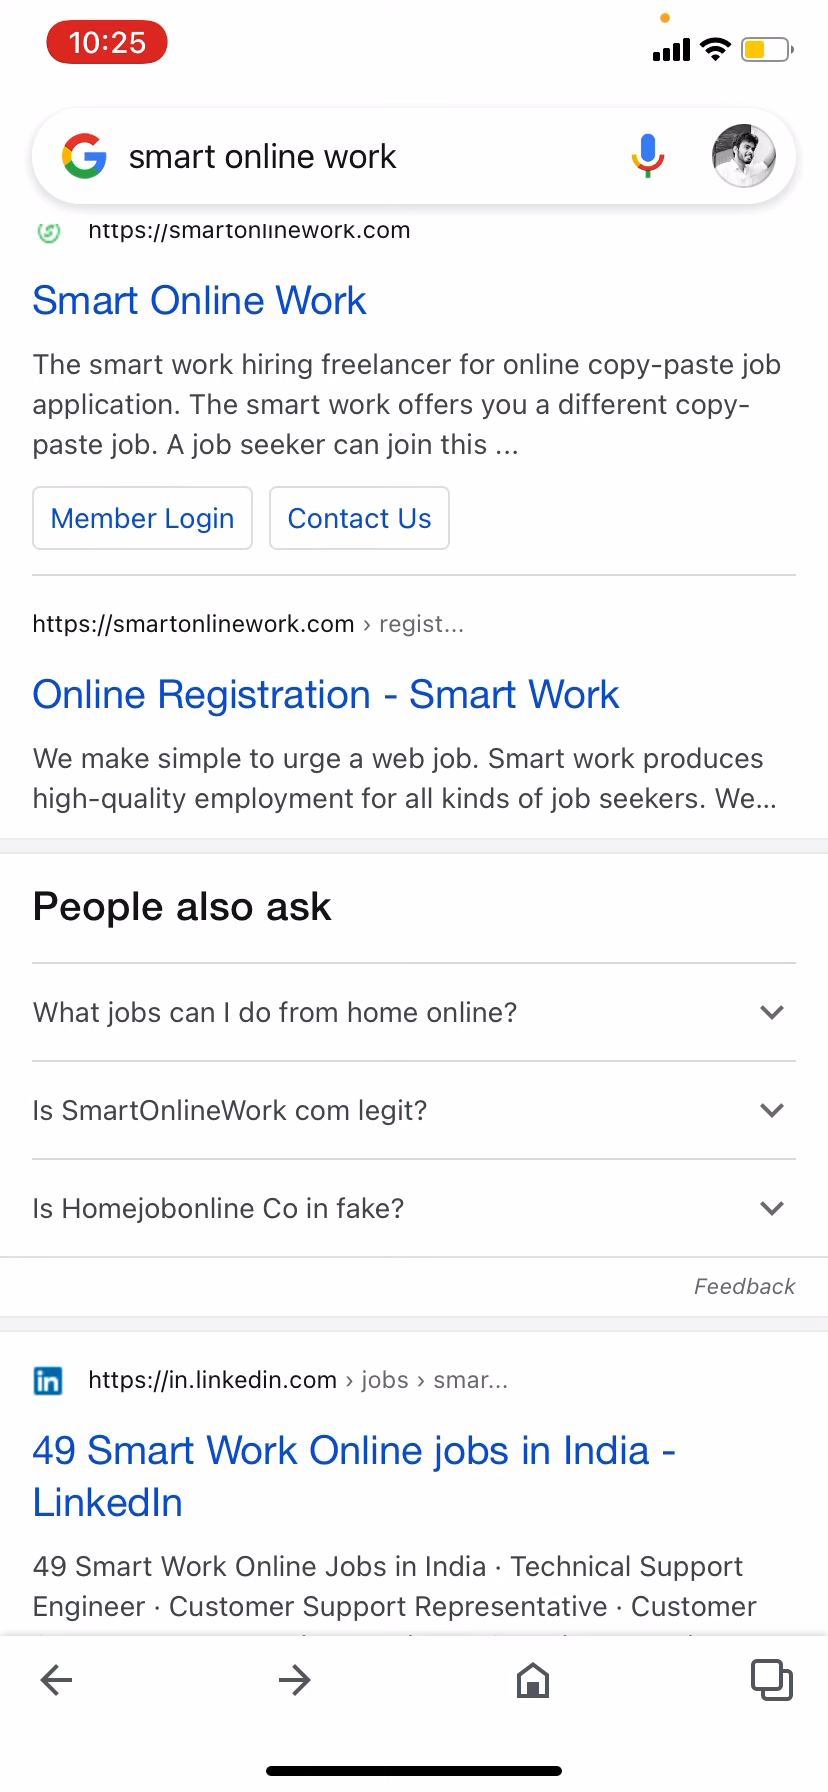 10:25
smart online work
https://smartonlinework.com
Smart Online Work
The smart work hiring freelancer for online copy-paste job
application. The smart work offers you a different copy-
paste job. A job seeker can join this ...
Member Login
Contact Us
https://smartonlinework.com › regist...
Online Registration - Smart Work
We make simple to urge a web job. Smart work produces
high-quality employment for all kinds of job seekers. We...
People also ask
What jobs can I do from home online?
Is SmartOnlineWork com legit?
Is Homejobonline Co in fake?
Feedback
in
https://in.linkedin.com › jobs › smar...
49 Smart Work Online jobs in India -
LinkedIn
49 Smart Work Online Jobs in India · Technical Support
Engineer · Customer Support Representative · Customer